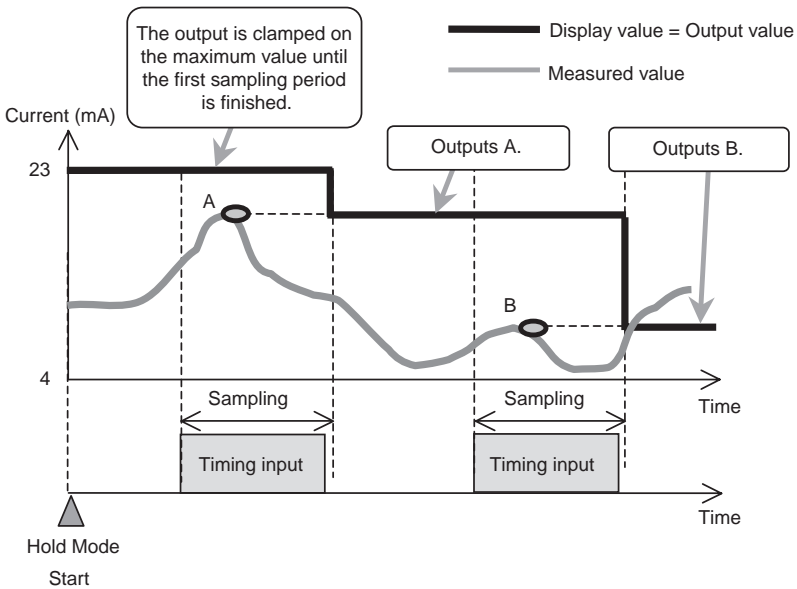 The output is clamped on
the maximum value until
the first sampling period
is finished.
Display value = Output value
Measured value
Current (mA)
Outputs A.
Outputs B.
23
A
B
4
Sampling
Sampling
Time
Timing input
Timing input
Time
Hold Mode
Start